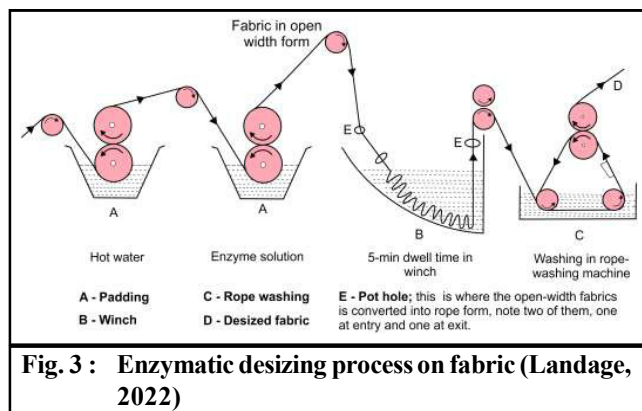 Fabric in open
width form
D
E
E
A
A
B
C
Hot water
Enzyme solution
5-min dwell time in
winch
Washing in rope-
washing machine
A - Padding
B - Winch
C - Rope washing
D - Desized fabric
E - Pot hole; this is where the open-width fabrics
is converted into rope form, note two of them, one
at entry and one at exit.
Fig. 3 : Enzymatic desizing process on fabric (Landage,
2022)